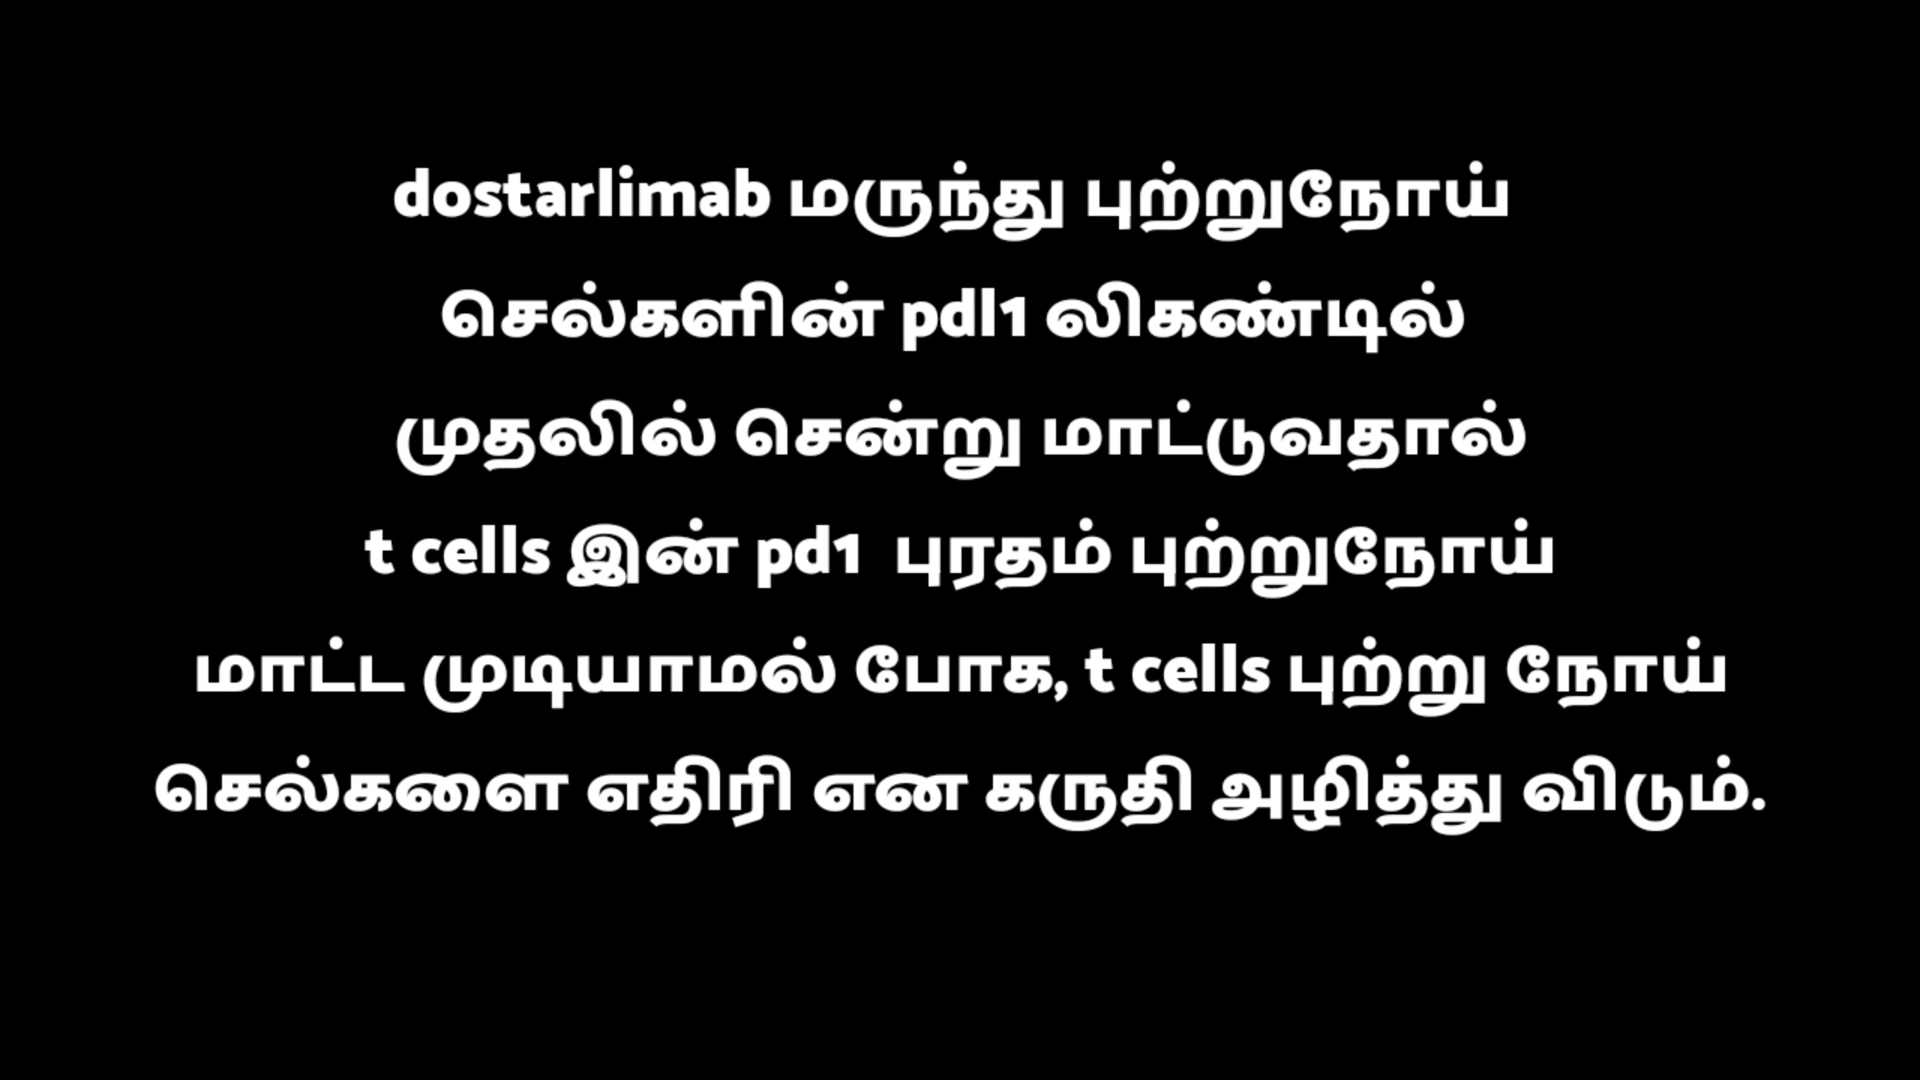 dostarlimab மருந்து புற்றுநோய்
செல்களின் pdl1 லிகண்டில்
முதலில் சென்று மாட்டுவதால்
t cells இன் pd1 புரதம் புற்றுநோய்
மாட்ட முடியாமல் போக, t cells புற்று நோய்
செல்களை எதிரி என கருதி அழித்து விடும்.